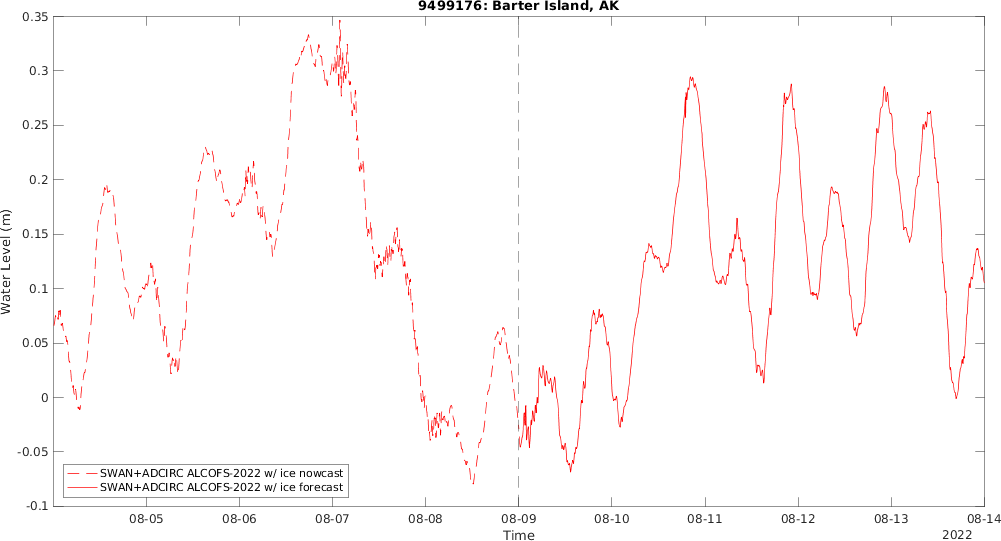 9499176: Barter Island, AK
0.35
0.3
0.25
0.2
0.15
0.1
0.05
0
-0.05
-0.1
Water Level (m)
SWAN+ADCIRC ALCOFS-2022 w/ ice nowcast
SWAN+ADCIRC ALCOFS-2022 w/ ice forecast
08-05 08-06 08-07 08-08 08-09 08-10 08-11 08-12 08-13 08-14
Time
2022